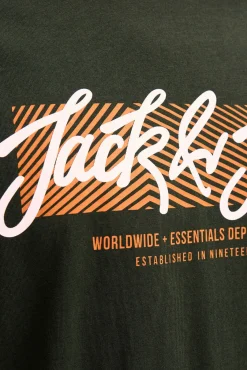 Jack & J
WORLDWIDE + ESSENTIALS DEP
ESTABLISHED IN NINETEE